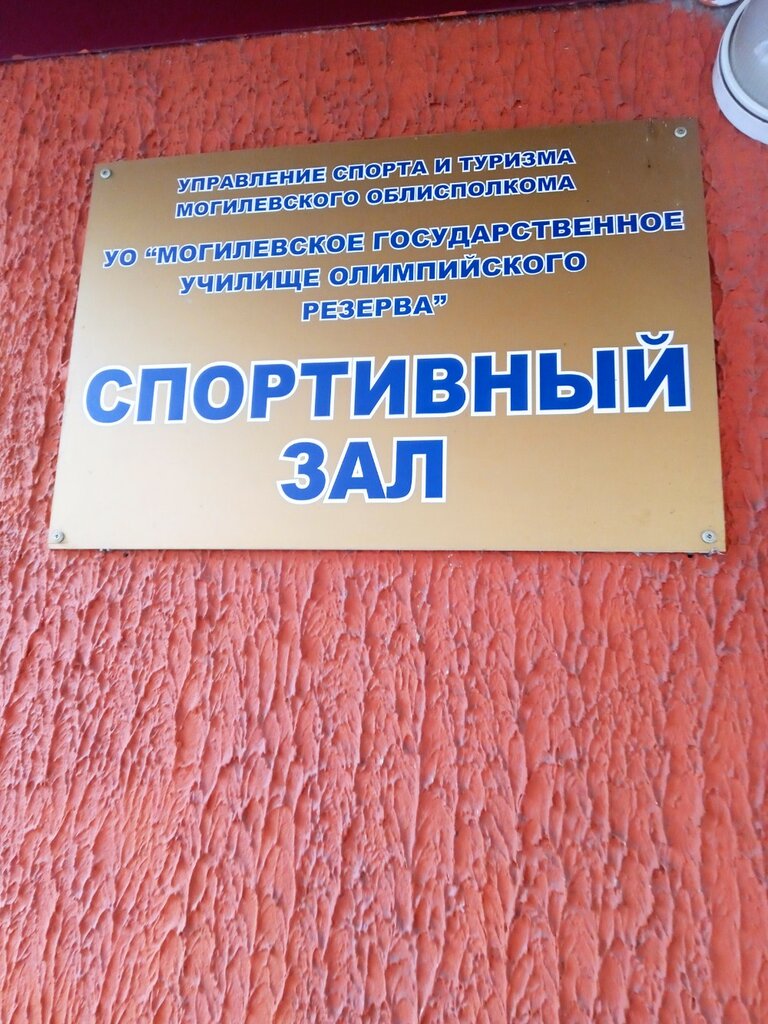 УПРАВЛЕНИЕ СПОРТА И ТУРИЗМА
МОГИЛЕВСКОГО ОБЛИСПОЛКОМА
УО “МОГИЛЕВСКОЕ ГОСУДАРСТВЕННОЕ
УЧИЛИЩЕ ОЛИМПИЙСКОГО
РЕЗЕРВА”
СПОРТИВНЫЙ
ЗАЛ